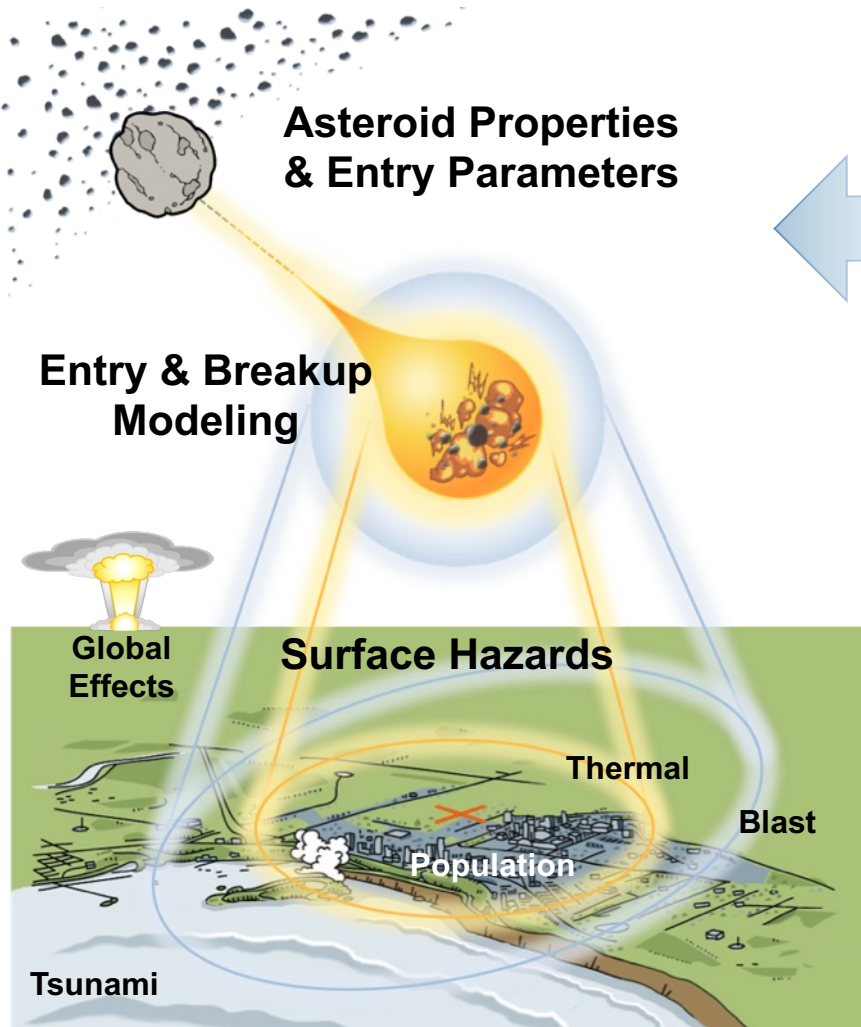 Asteroid Properties
& Entry Parameters
Entry & Breakup
Modeling
Global
Effects
Surface Hazards
Thermal
Blast
Population
Tsunami